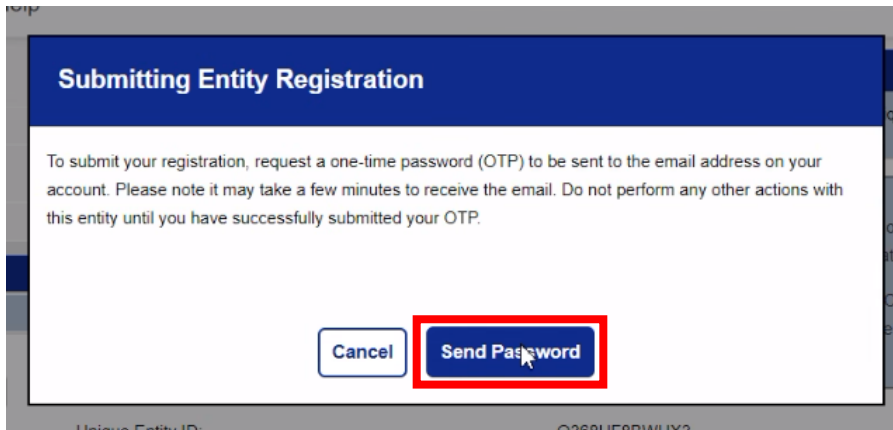 Submitting Entity Registration
To submit your registration, request a one-time password (OTP) to be sent to the email address on your
account. Please note it may take a few minutes to receive the email. Do not perform any other actions with
this entity until you have successfully submitted your OTP.
Cancel
Send Password
Unique Entity ID: